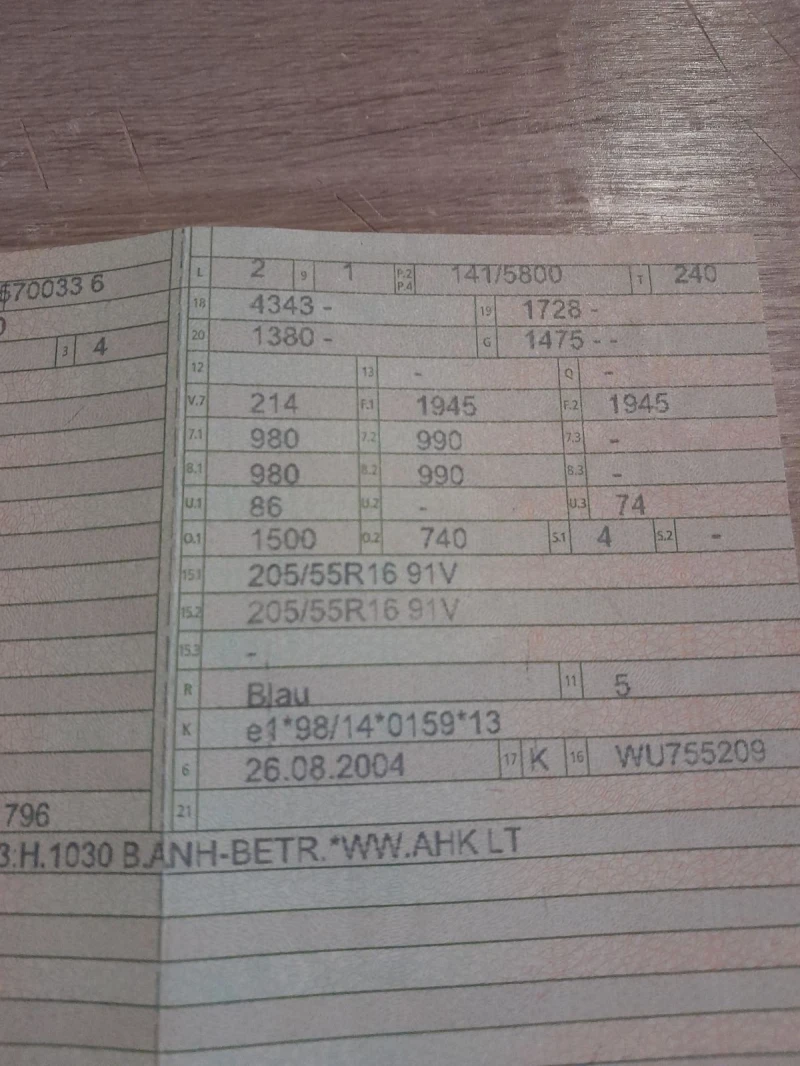 $70033 6
L 2 9 1 P.2 P.4 141/5800 T 240
18 4343 - 19 1728 -
20 1380 - G 1475 - -
3 4
12 13 - Q -
V.7 214 F.1 1945 F.2 1945
7.1 980 7.2 990 7.3 -
8.1 980 8.2 990 8.3 -
U.1 86 U.2 - U.3 74
O.1 1500 O.2 740 S.1 4 S.2 -
15.1 205/55R16 91V
15.2 205/55R16 91V
15.3 -
R Blau 11 5
K e1*98/14*0159*13
6 26.08.2004 17 K 16 WU755209
796 21
3.H.1030 B.ANH-BETR.*WW.AHK LT